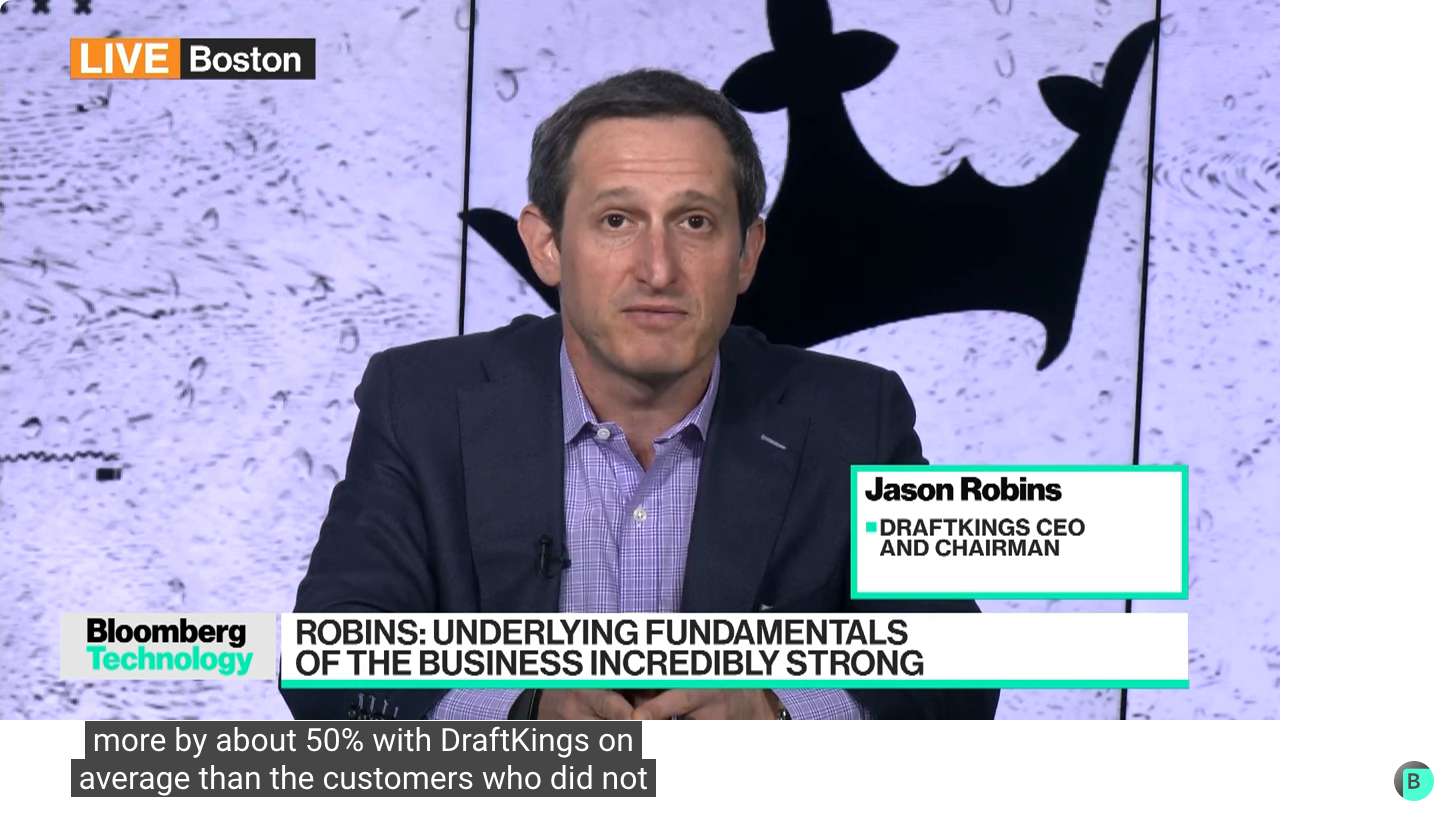 LIVE Boston
Jason Robins
DRAFTKINGS CEO
AND CHAIRMAN
Bloomberg
Technology
ROBINS: UNDERLYING FUNDAMENTALS
OF THE BUSINESS INCREDIBLY STRONG
more by about 50% with DraftKings on
average than the customers who did not
B